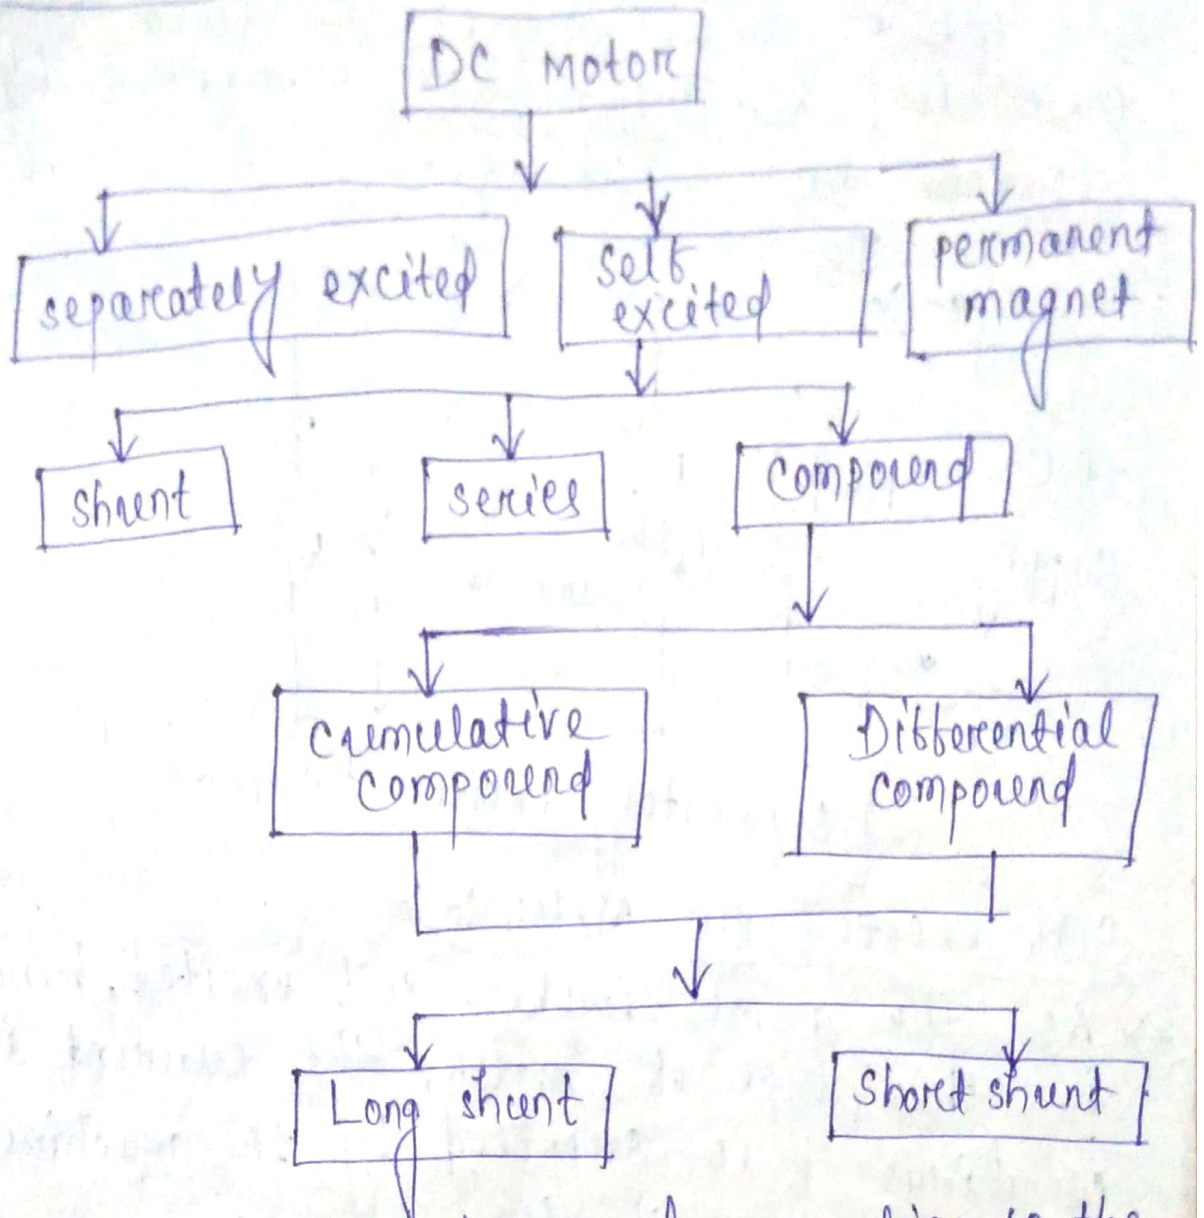 DC Motor
separately excited
self
excited
permanent
magnet
shunt
series
compound
cumulative
compound
Differential
compound
Long shunt
Short shunt